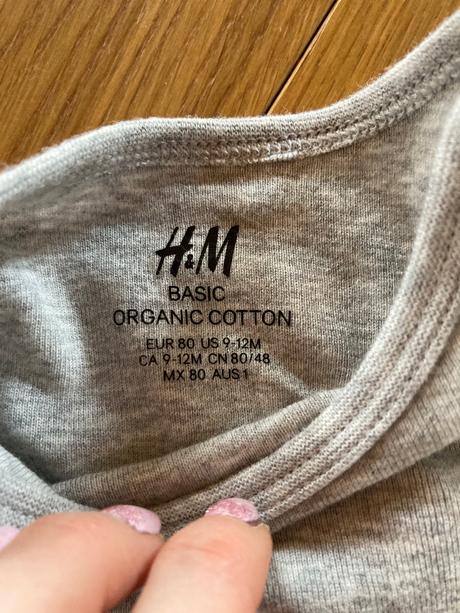 H&M
BASIC
ORGANIC COTTON
EUR 80 US 9-12M
CA 9-12M CN 80/48
MX 80 AUS 1